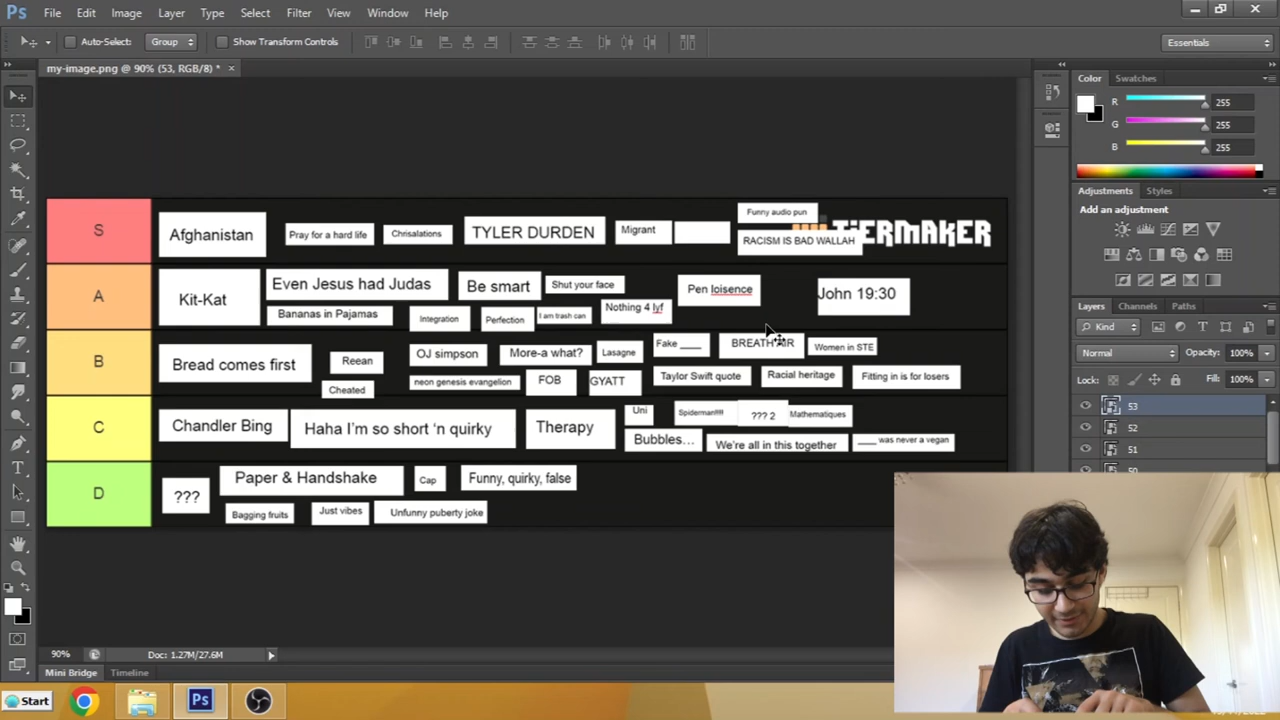 Ps File Edit Image Layer Type Select Filter View Window Help
Auto-Select: Group Show Transform Controls Essentials
my-image.png @ 90% (53, RGB/8) * ×
Color Swatches
R 255
G 255
B 255
Adjustments Styles
Add an adjustment
Layers Channels Paths
Kind
Normal Opacity: 100%
Lock: Fill: 100%
53
52
51
50
S
Afghanistan
Pray for a hard life
Chrisalations
TYLER DURDEN
Migrant
Funny audio pun
RACISM IS BAD WALLAH
TIERMAKER
A
Kit-Kat
Even Jesus had Judas
Be smart
Shut your face
Pen loisence
John 19:30
Bananas in Pajamas
Integration
Perfection
I am trash can
Nothing 4 lyf
B
Bread comes first
Reean
OJ simpson
More-a what?
Lasagne
Fake ____
BREATH AIR
Women in STE
Cheated
neon genesis evangelion
FOB
GYATT
Taylor Swift quote
Racial heritage
Fitting in is for losers
C
Chandler Bing
Haha I'm so short 'n quirky
Therapy
Uni
Spiderman!!!!
??? 2
Mathematiques
Bubbles...
We're all in this together
____ was never a vegan
D
???
Paper & Handshake
Cap
Funny, quirky, false
Bagging fruits
Just vibes
Unfunny puberty joke
90% Doc: 1.27M/27.6M
Mini Bridge Timeline
Start Ps